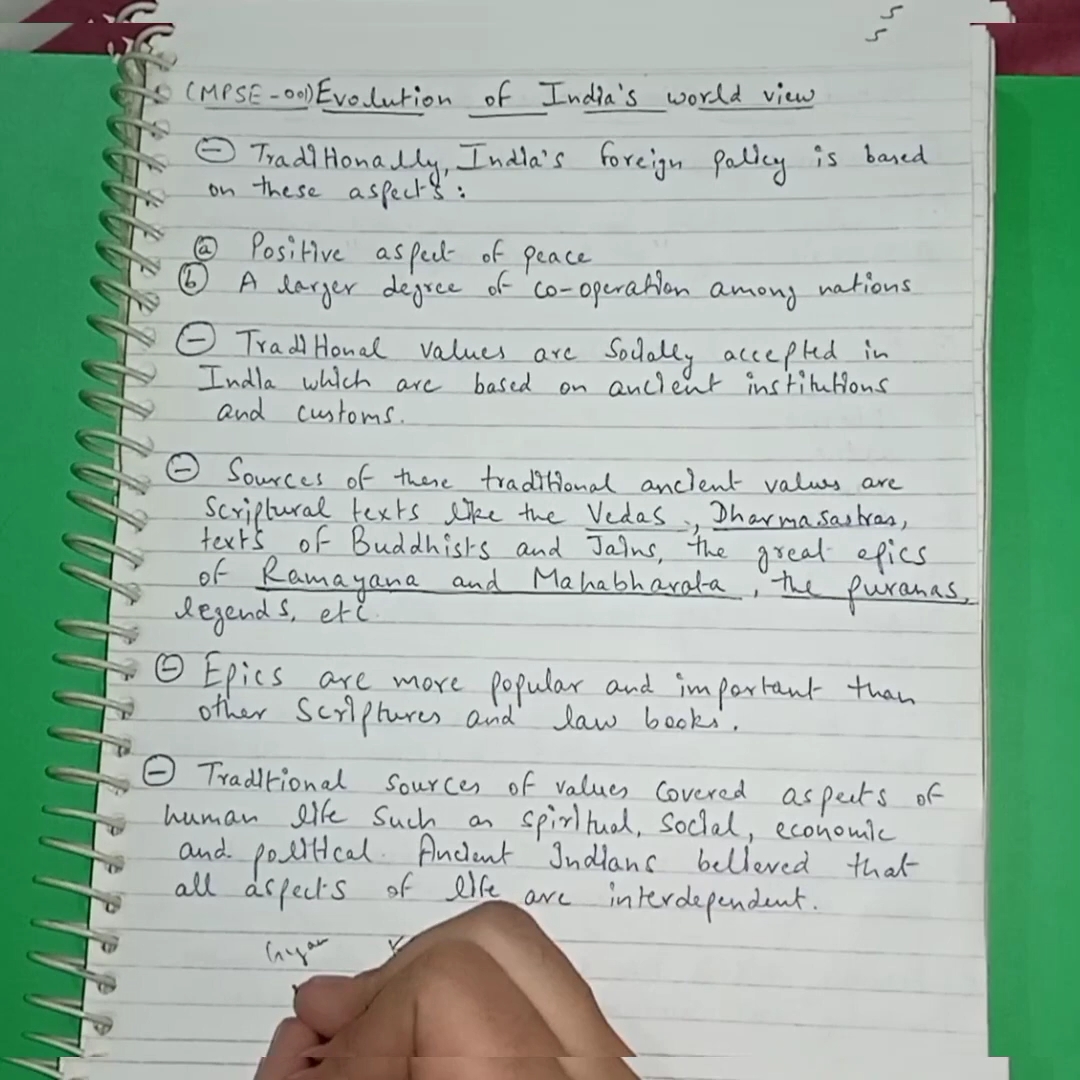 5
5
(MPSE-001) Evolution of India's world view
⊖ Traditionally, India's foreign policy is based
on these aspects:
ⓐ Positive aspect of peace
ⓑ A larger degree of co-operation among nations
⊖ Traditional values are socially accepted in
India which are based on ancient institutions
and customs.
⊖ Sources of these traditional ancient values are
scriptural texts like the Vedas, Dharmasastras,
texts of Buddhists and Jains, the great epics
of Ramayana and Mahabharata, the puranas,
legends, etc.
⊖ Epics are more popular and important than
other scriptures and law books.
⊖ Traditional sources of values covered aspects of
human life such as spiritual, social, economic
and political. Ancient Indians believed that
all aspects of life are interdependent.
Gyan